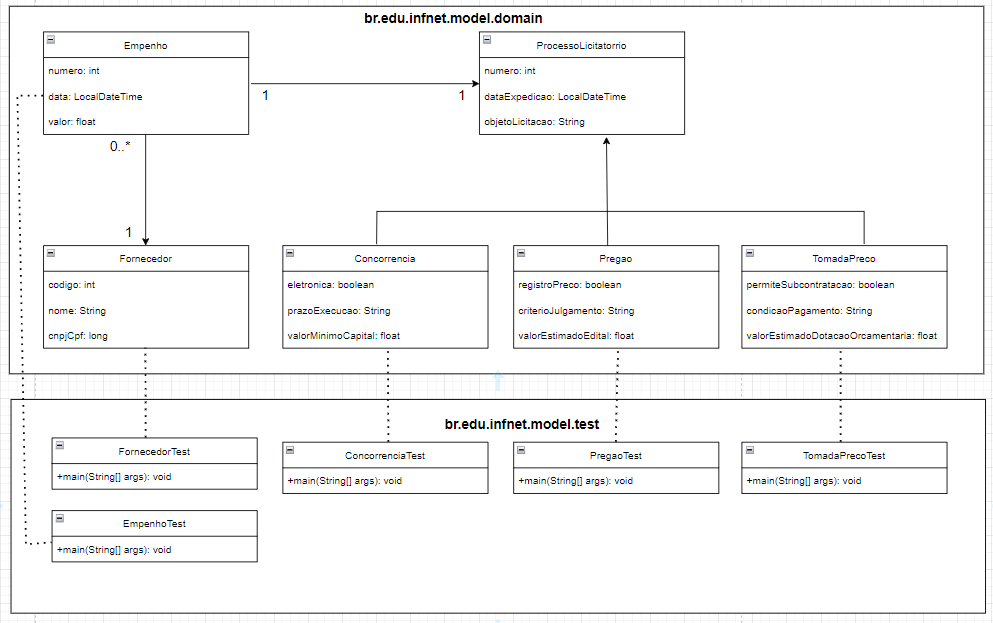 br.edu.infnet.model.domain
Empenho
numero: int
data: LocalDateTime
valor: float
ProcessoLicitatorrio
numero: int
dataExpedicao: LocalDateTime
objetoLicitacao: String
1
1
0..*
1
Fornecedor
codigo: int
nome: String
cnpjCpf: long
Concorrencia
eletronica: boolean
prazoExecucao: String
valorMinimoCapital: float
Pregao
registroPreco: boolean
criterioJulgamento: String
valorEstimadoEdital: float
TomadaPreco
permiteSubcontratacao: boolean
condicaoPagamento: String
valorEstimadoDotacaoOrcamentaria: float
br.edu.infnet.model.test
FornecedorTest
+main(String[] args): void
ConcorrenciaTest
+main(String[] args): void
PregaoTest
+main(String[] args): void
TomadaPrecoTest
+main(String[] args): void
EmpenhoTest
+main(String[] args): void